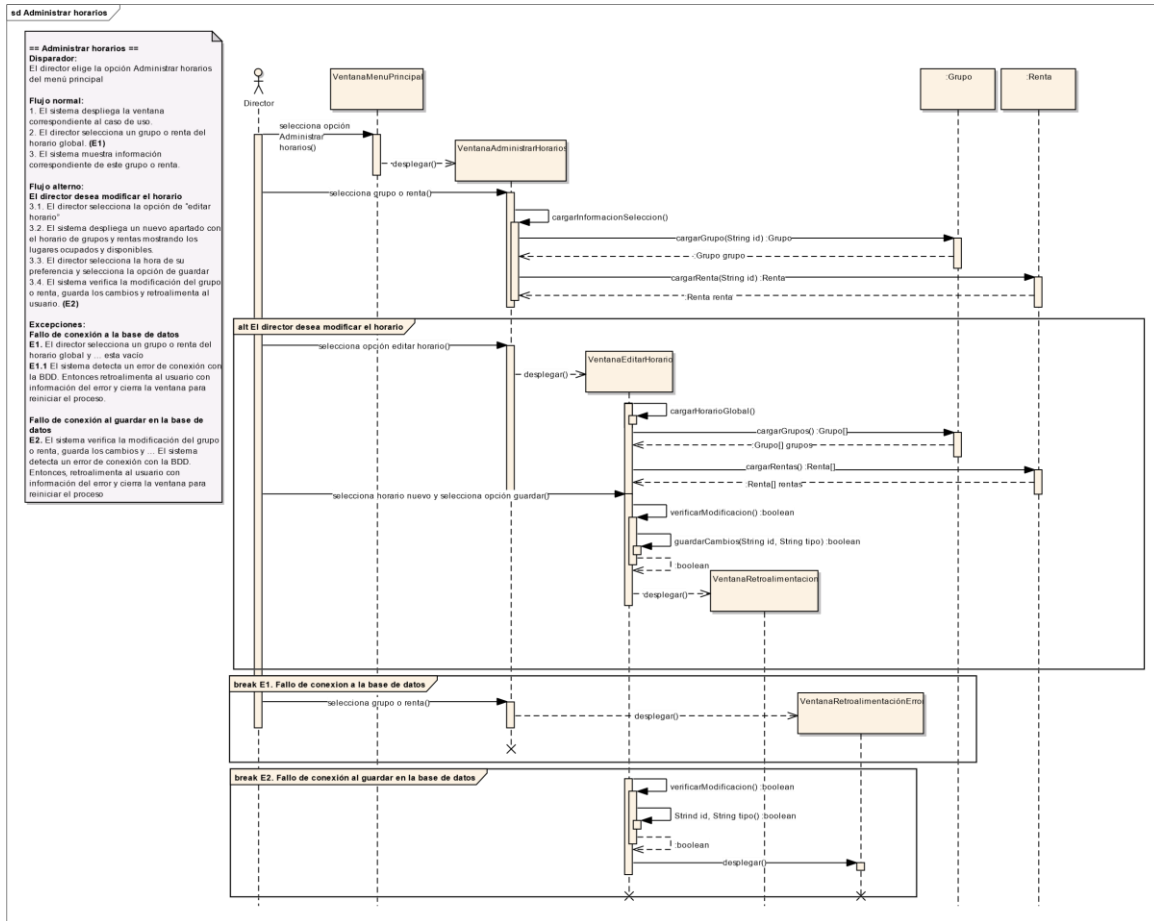 sd Administrar horarios
== Administrar horarios ==
Disparador:
El director elige la opción Administrar horarios
del menú principal
Flujo normal:
1. El sistema despliega la ventana
correspondiente al caso de uso.
2. El director selecciona un grupo o renta del
horario global. (E1)
3. El sistema muestra información
correspondiente de este grupo o renta.
Flujo alterno:
El director desea modificar el horario
3.1. El director selecciona la opción de "editar
horario"
3.2. El sistema despliega un nuevo apartado con
el horario de grupos y rentas mostrando los
lugares ocupados y disponibles.
3.3. El director selecciona la hora de su
preferencia y selecciona la opción de guardar
3.4. El sistema verifica la modificación del grupo
o renta, guarda los cambios y retroalimenta al
usuario. (E2)
Excepciones:
Fallo de conexión a la base de datos
E1. El director selecciona un grupo o renta del
horario global y ... esta vacío
E1.1 El sistema detecta un error de conexión con
la BDD. Entonces retroalimenta al usuario con
información del error y cierra la ventana para
reiniciar el proceso.
Fallo de conexión al guardar en la base de
datos
E2. El sistema verifica la modificación del grupo
o renta, guarda los cambios y ... El sistema
detecta un error de conexión con la BDD.
Entonces, retroalimenta al usuario con
información del error y cierra la ventana para
reiniciar el proceso
Director
VentanaMenuPrincipal
:Grupo
:Renta
selecciona opción
Administrar
horarios()
VentanaAdministrarHorarios
desplegar()
selecciona grupo o renta()
cargarInformacionSeleccion()
cargarGrupo(String id) :Grupo
:Grupo grupo
cargarRenta(String id) :Renta
:Renta renta
alt El director desea modificar el horario
selecciona opción editar horario()
VentanaEditarHorario
desplegar()
cargarHorarioGlobal()
cargarGrupos() :Grupo[]
:Grupo[] grupos
cargarRentas() :Renta[]
:Renta[] rentas
selecciona horario nuevo y selecciona opción guardar()
verificarModificacion() :boolean
guardarCambios(String id, String tipo) :boolean
:boolean
VentanaRetroalimentacion
desplegar()
break E1. Fallo de conexion a la base de datos
selecciona grupo o renta()
VentanaRetroalimentaciónError
desplegar()
break E2. Fallo de conexión al guardar en la base de datos
verificarModificacion() :boolean
Strind id, String tipo() :boolean
:boolean
desplegar()